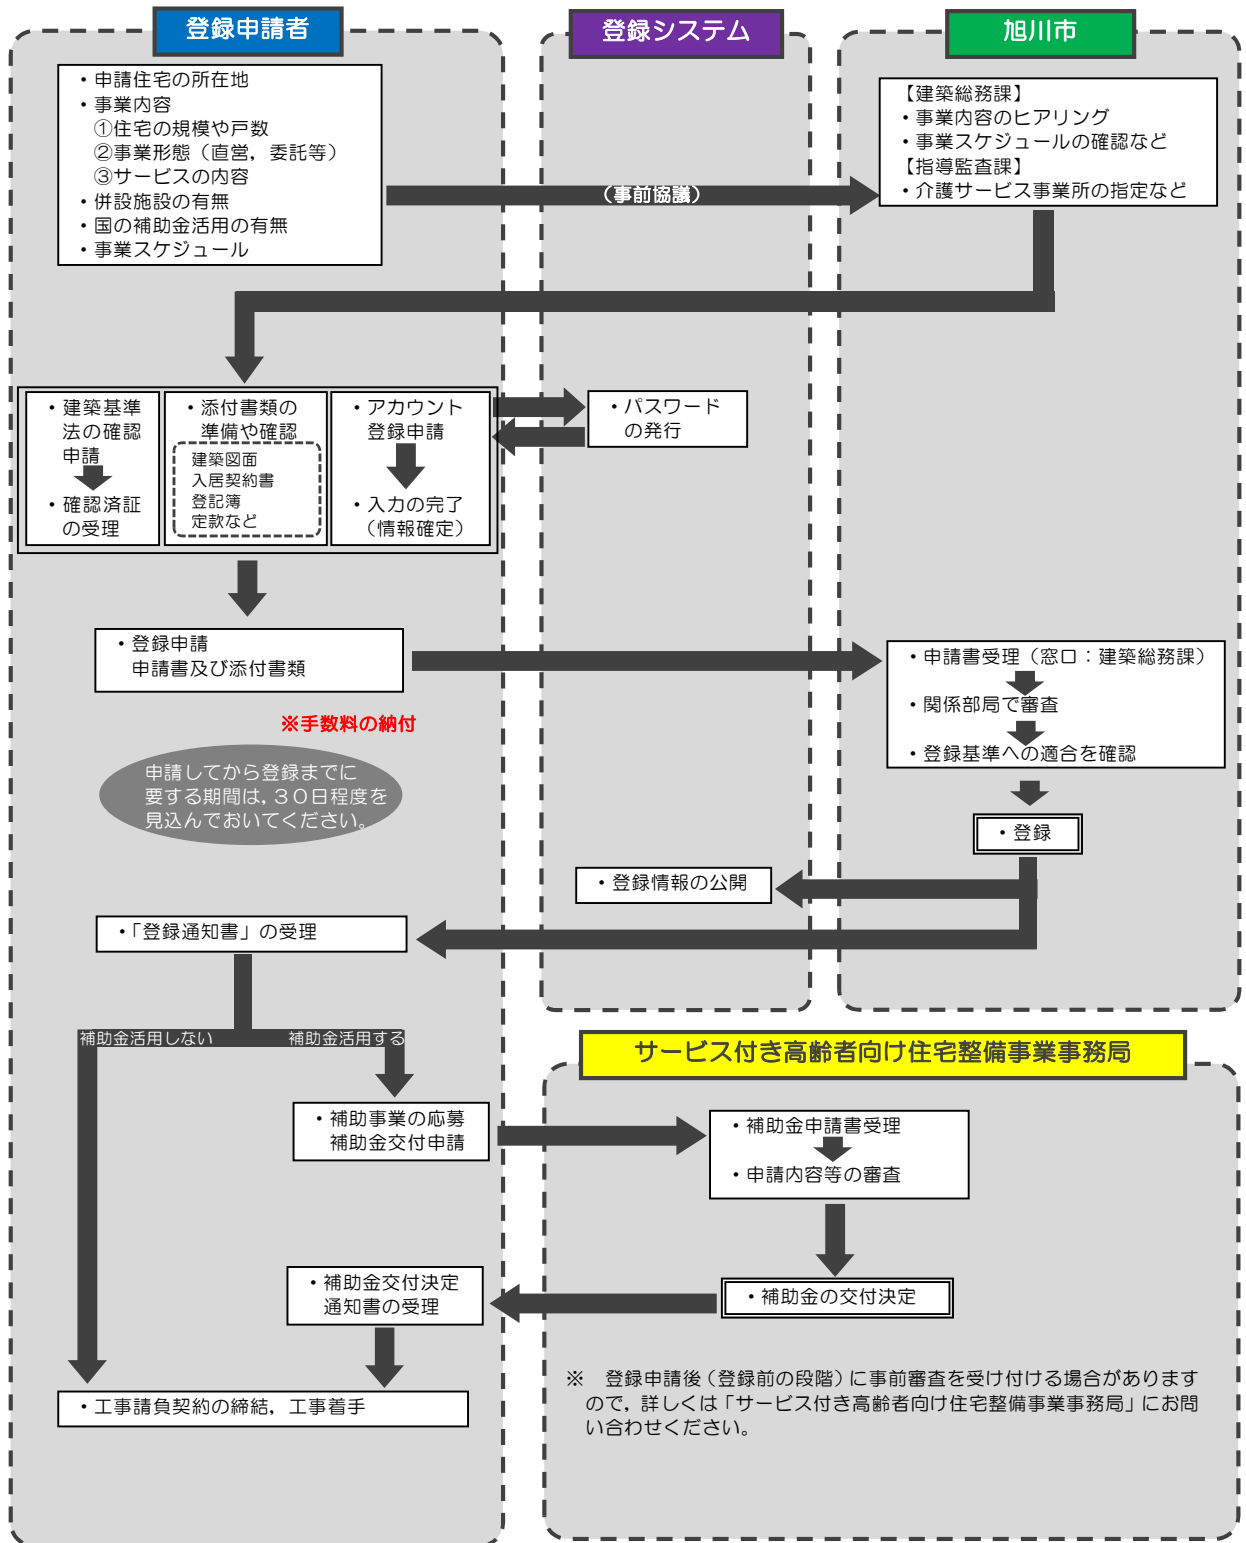 登録申請者
登録システム
旭川市
・申請住宅の所在地
・事業内容
①住宅の規模や戸数
②事業形態（直営，委託等）
③サービスの内容
・併設施設の有無
・国の補助金活用の有無
・事業スケジュール
（事前協議）
【建築総務課】
・事業内容のヒアリング
・事業スケジュールの確認など
【指導監査課】
・介護サービス事業所の指定など
・建築基準
法の確認
申請
・確認済証
の受理
・添付書類の
準備や確認
建築図面
入居契約書
登記簿
定款など
・アカウント
登録申請
・入力の完了
（情報確定）
・パスワード
の発行
・登録申請
申請書及び添付書類
※手数料の納付
申請してから登録までに
要する期間は，３０日程度を
見込んでおいてください。
・申請書受理（窓口：建築総務課）
・関係部局で審査
・登録基準への適合を確認
・登録
・登録情報の公開
・「登録通知書」の受理
補助金活用しない
補助金活用する
サービス付き高齢者向け住宅整備事業事務局
・補助事業の応募
補助金交付申請
・補助金申請書受理
・申請内容等の審査
・補助金交付決定
通知書の受理
・補助金の交付決定
・工事請負契約の締結，工事着手
※　登録申請後（登録前の段階）に事前審査を受け付ける場合があります
ので，詳しくは「サービス付き高齢者向け住宅整備事業事務局」にお問
い合わせください。